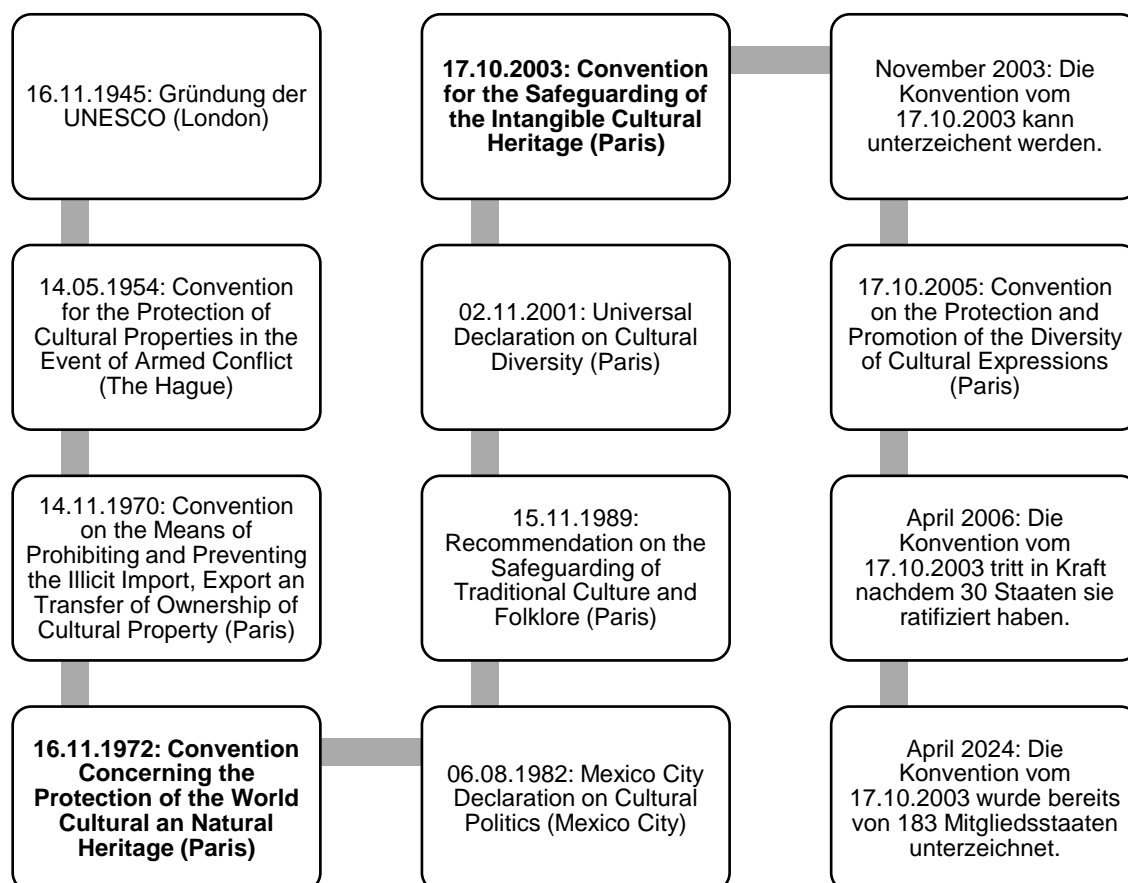 16.11.1945: Gründung der
UNESCO (London)
14.05.1954: Convention
for the Protection of
Cultural Properties in the
Event of Armed Conflict
(The Hague)
14.11.1970: Convention
on the Means of
Prohibiting and Preventing
the Illicit Import, Export an
Transfer of Ownership of
Cultural Property (Paris)
16.11.1972: Convention
Concerning the
Protection of the World
Cultural an Natural
Heritage (Paris)
06.08.1982: Mexico City
Declaration on Cultural
Politics (Mexico City)
15.11.1989:
Recommendation on the
Safeguarding of
Traditional Culture and
Folklore (Paris)
02.11.2001: Universal
Declaration on Cultural
Diversity (Paris)
17.10.2003: Convention
for the Safeguarding of
the Intangible Cultural
Heritage (Paris)
November 2003: Die
Konvention vom
17.10.2003 kann
unterzeichent werden.
17.10.2005: Convention
on the Protection and
Promotion of the Diversity
of Cultural Expressions
(Paris)
April 2006: Die
Konvention vom
17.10.2003 tritt in Kraft
nachdem 30 Staaten sie
ratifiziert haben.
April 2024: Die
Konvention vom
17.10.2003 wurde bereits
von 183 Mitgliedsstaaten
unterzeichnet.